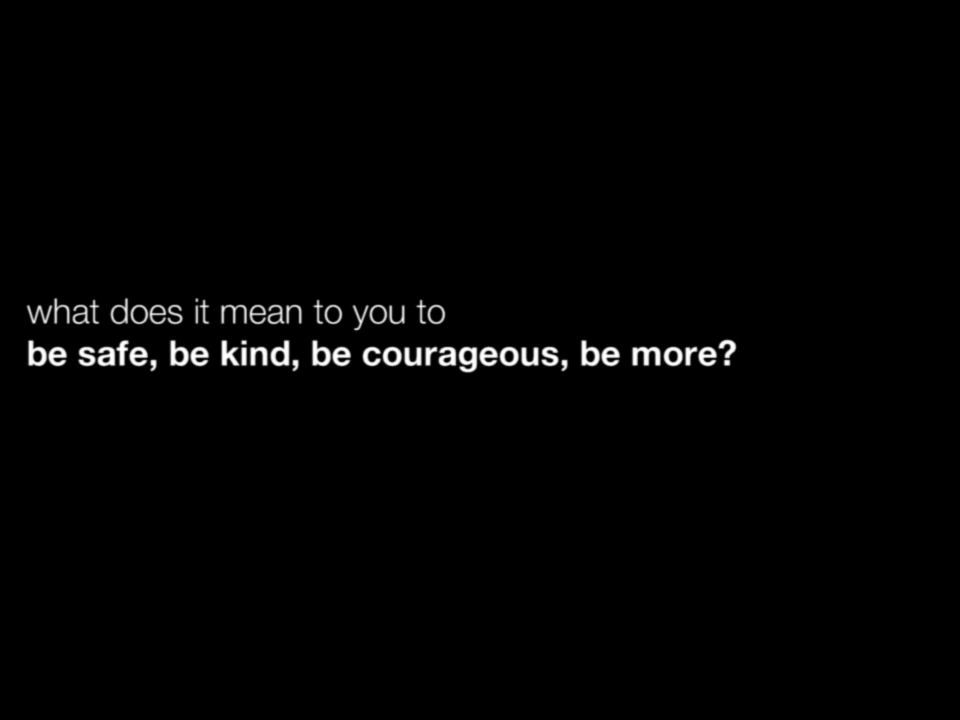 what does it mean to you to
be safe, be kind, be courageous, be more?